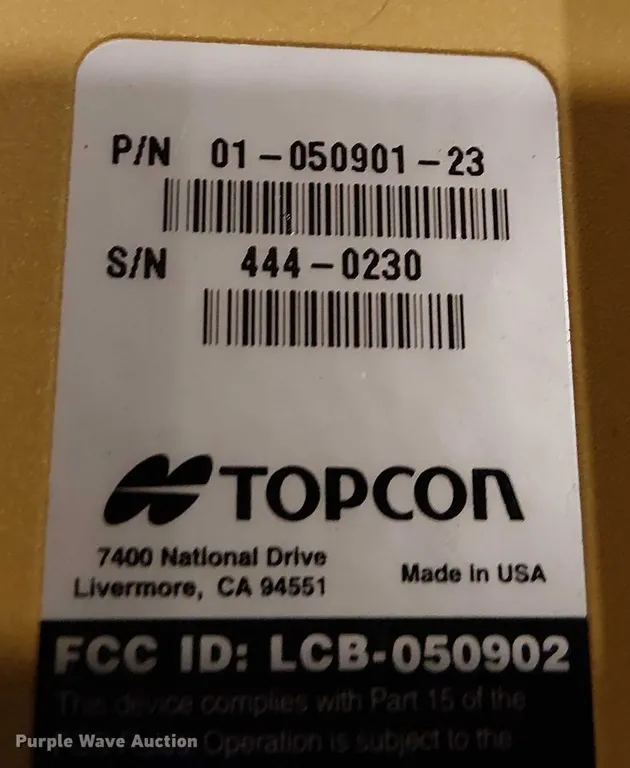 P/N 01-050901-23
S/N 444-0230
TOPCON
7400 National Drive
Livermore, CA 94551
Made in USA
FCC ID: LCB-050902
This device complies with Part 15 of the
Operation is subject to the
Purple Wave Auction